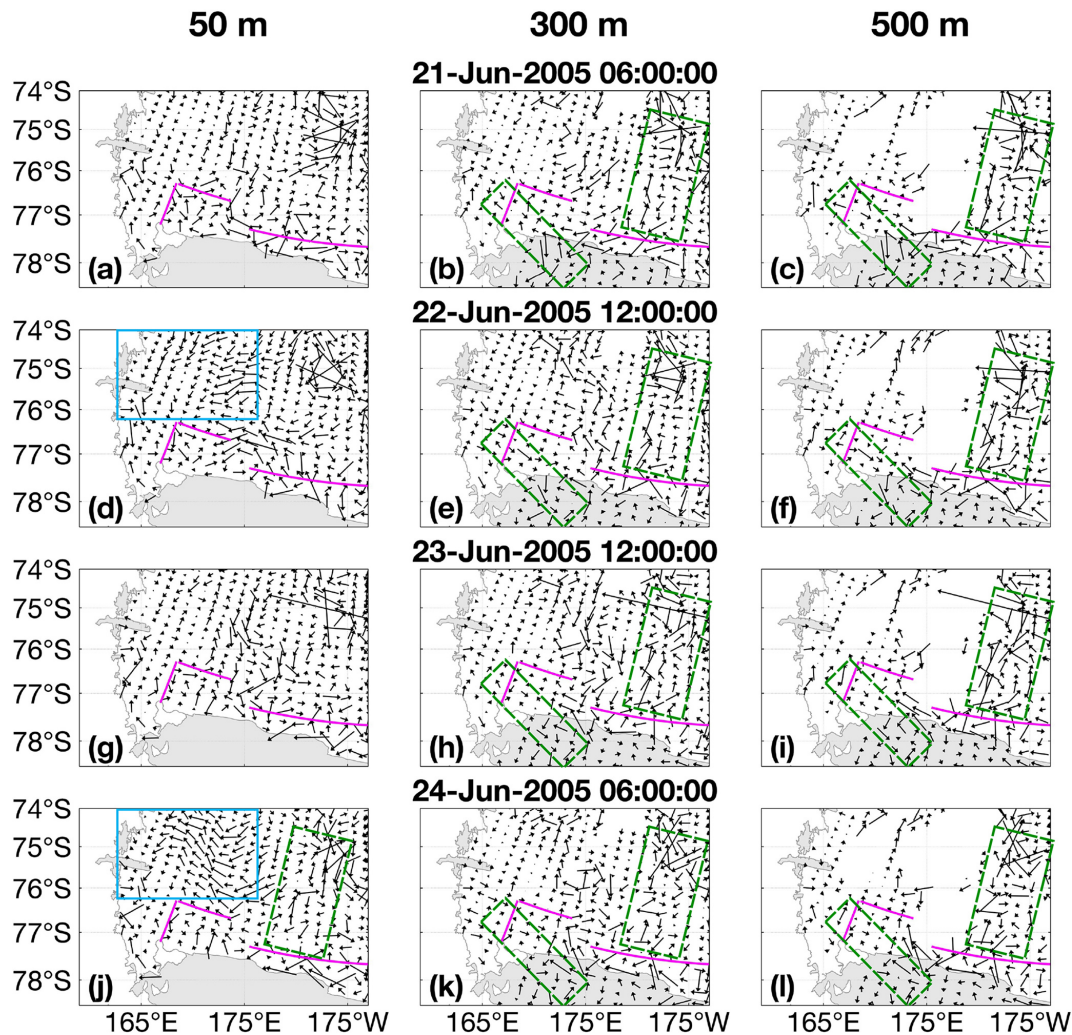 50 m 300 m 500 m
21-Jun-2005 06:00:00
74°S
75°S
76°S
77°S
78°S
(a) (b) (c)
22-Jun-2005 12:00:00
74°S
75°S
76°S
77°S
78°S
(d) (e) (f)
23-Jun-2005 12:00:00
74°S
75°S
76°S
77°S
78°S
(g) (h) (i)
24-Jun-2005 06:00:00
74°S
75°S
76°S
77°S
78°S
(j) (k) (l)
165°E 175°E 175°W 165°E 175°E 175°W 165°E 175°E 175°W